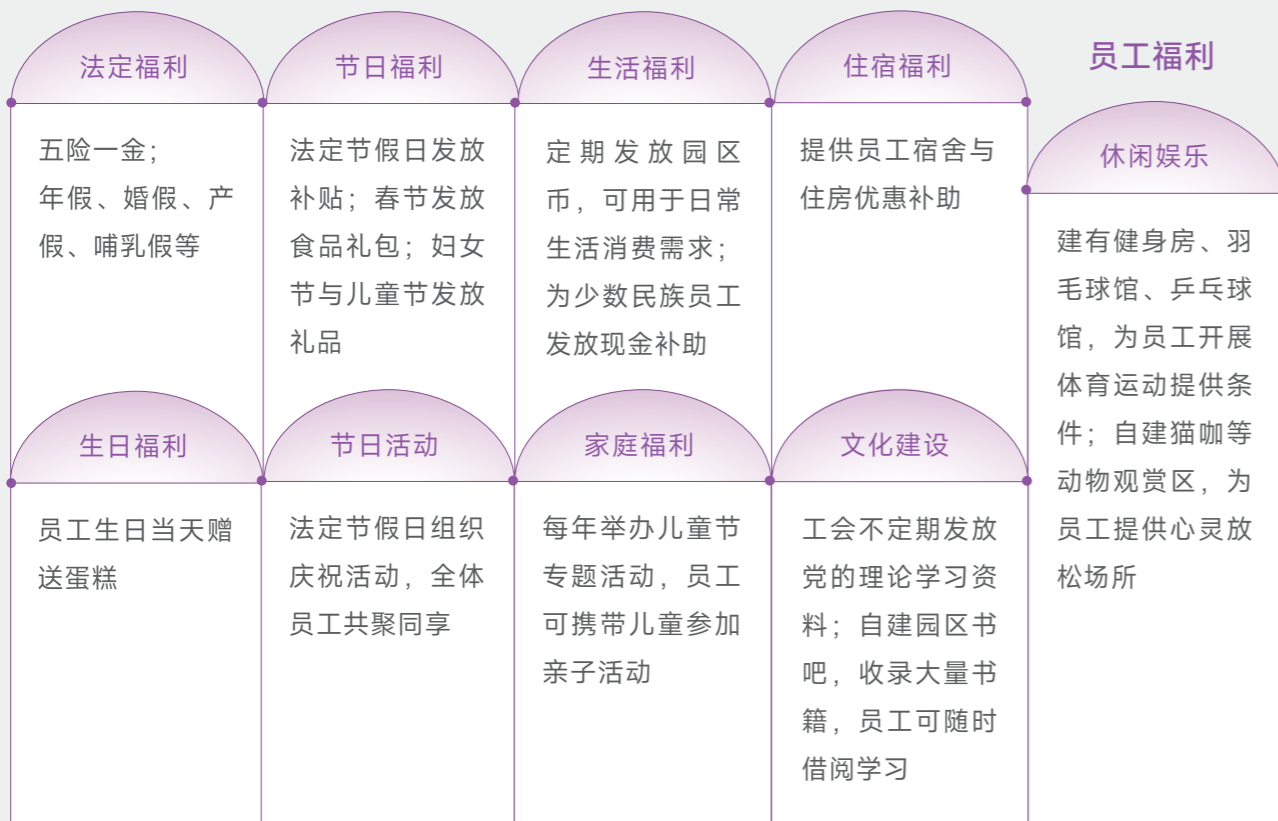 员工福利
法定福利
五险一金；
年假、婚假、产
假、哺乳假等
节日福利
法定节假日发放
补贴；春节发放
食品礼包；妇女
节与儿童节发放
礼品
生活福利
定期发放园区
币，可用于日常
生活消费需求；
为少数民族员工
发放现金补助
住宿福利
提供员工宿舍与
住房优惠补助
休闲娱乐
建有健身房、羽
毛球馆、乒乓球
馆，为员工开展
体育运动提供条
件；自建猫咖等
动物观赏区，为
员工提供心灵放
松场所
生日福利
员工生日当天赠
送蛋糕
节日活动
法定节假日组织
庆祝活动，全体
员工共聚同享
家庭福利
每年举办儿童节
专题活动，员工
可携带儿童参加
亲子活动
文化建设
工会不定期发放
党的理论学习资
料；自建园区书
吧，收录大量书
籍，员工可随时
借阅学习